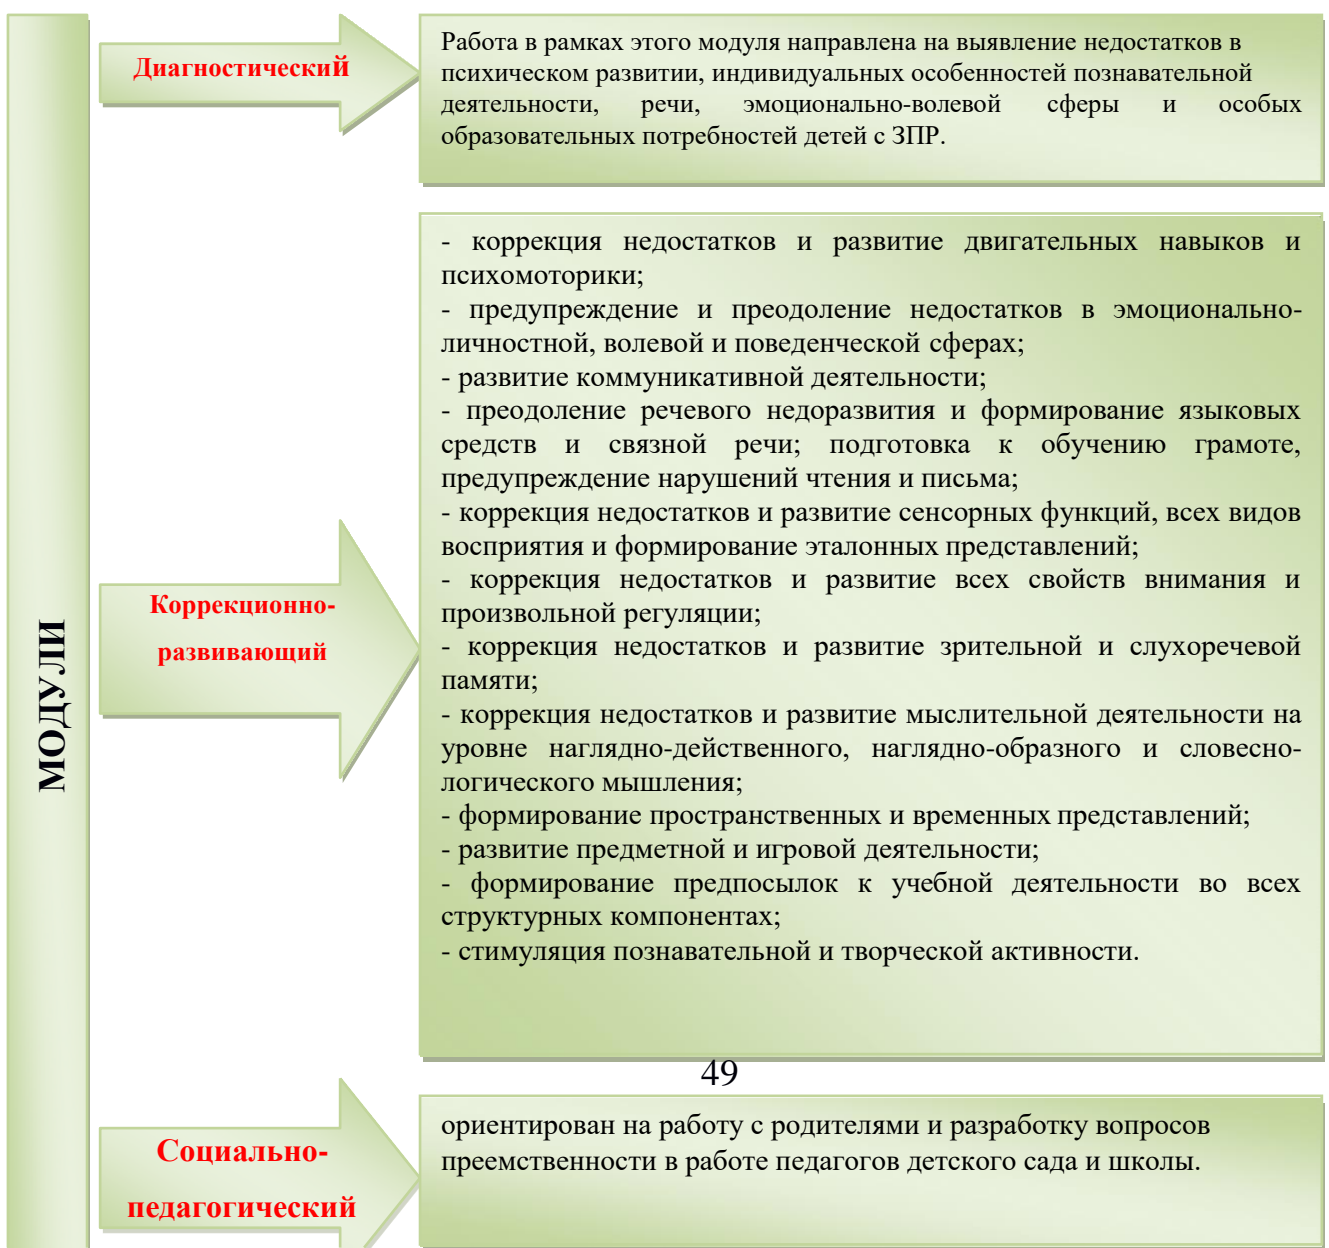 МОДУЛИ
Диагностический
Работа в рамках этого модуля направлена на выявление недостатков в
психическом развитии, индивидуальных особенностей познавательной
деятельности, речи, эмоционально-волевой сферы и особых
образовательных потребностей детей с ЗПР.
Коррекционно-
развивающий
- коррекция недостатков и развитие двигательных навыков и
психомоторики;
- предупреждение и преодоление недостатков в эмоционально-
личностной, волевой и поведенческой сферах;
- развитие коммуникативной деятельности;
- преодоление речевого недоразвития и формирование языковых
средств и связной речи; подготовка к обучению грамоте,
предупреждение нарушений чтения и письма;
- коррекция недостатков и развитие сенсорных функций, всех видов
восприятия и формирование эталонных представлений;
- коррекция недостатков и развитие всех свойств внимания и
произвольной регуляции;
- коррекция недостатков и развитие зрительной и слухоречевой
памяти;
- коррекция недостатков и развитие мыслительной деятельности на
уровне наглядно-действенного, наглядно-образного и словесно-
логического мышления;
- формирование пространственных и временных представлений;
- развитие предметной и игровой деятельности;
- формирование предпосылок к учебной деятельности во всех
структурных компонентах;
- стимуляция познавательной и творческой активности.
49
Социально-
педагогический
ориентирован на работу с родителями и разработку вопросов
преемственности в работе педагогов детского сада и школы.